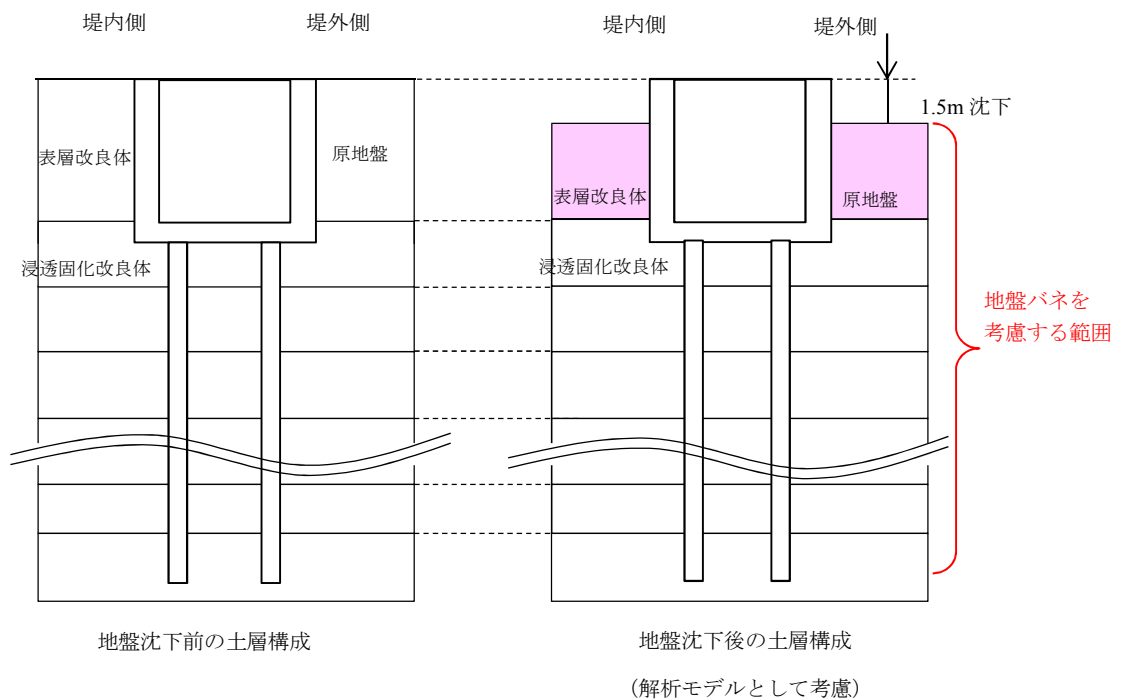 堤内側
堤外側
堤内側
堤外側
1.5m 沈下
表層改良体
原地盤
表層改良体
原地盤
浸透固化改良体
浸透固化改良体
地盤バネを
考慮する範囲
地盤沈下前の土層構成
地盤沈下後の土層構成
（解析モデルとして考慮）